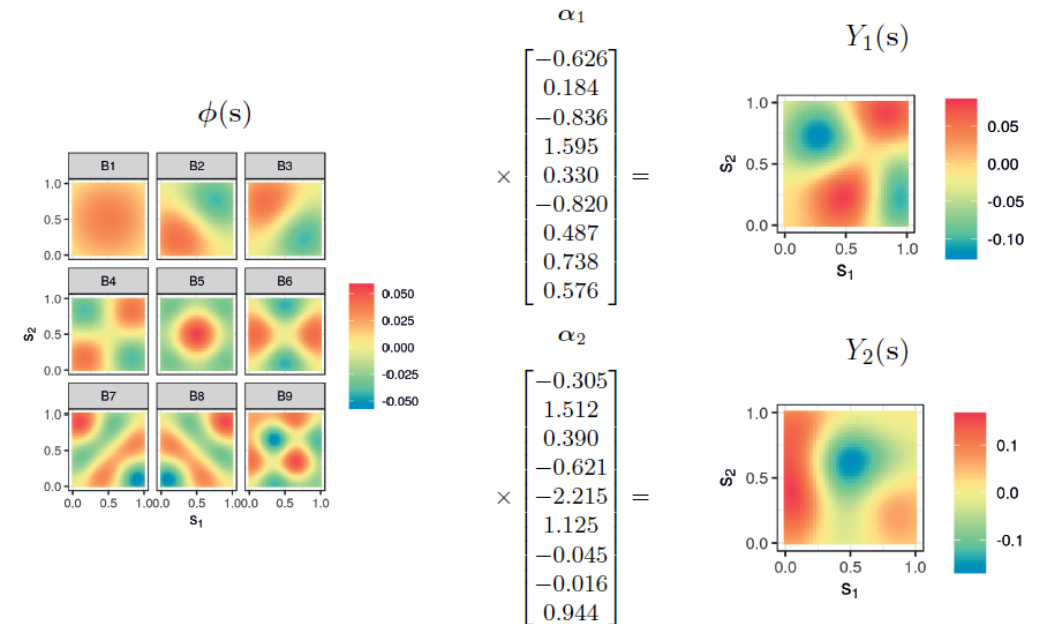 ϕ(s)
B1 B2 B3
1.0
0.5
0.0
B4 B5 B6
1.0
0.5
0.0
B7 B8 B9
1.0
0.5
0.0
0.0 0.5 1.00.0 0.5 1.00.0 0.5 1.0
s₁
s₂
0.050
0.025
0.000
-0.025
-0.050
α₁
×
−0.626
0.184
−0.836
1.595
0.330
−0.820
0.487
0.738
0.576
=
Y₁(s)
1.0
0.5
0.0
0.0 0.5 1.0
s₁
s₂
0.05
0.00
-0.05
-0.10
α₂
×
−0.305
1.512
0.390
−0.621
−2.215
1.125
−0.045
−0.016
0.944
=
Y₂(s)
1.0
0.5
0.0
0.0 0.5 1.0
s₁
s₂
0.1
0.0
-0.1